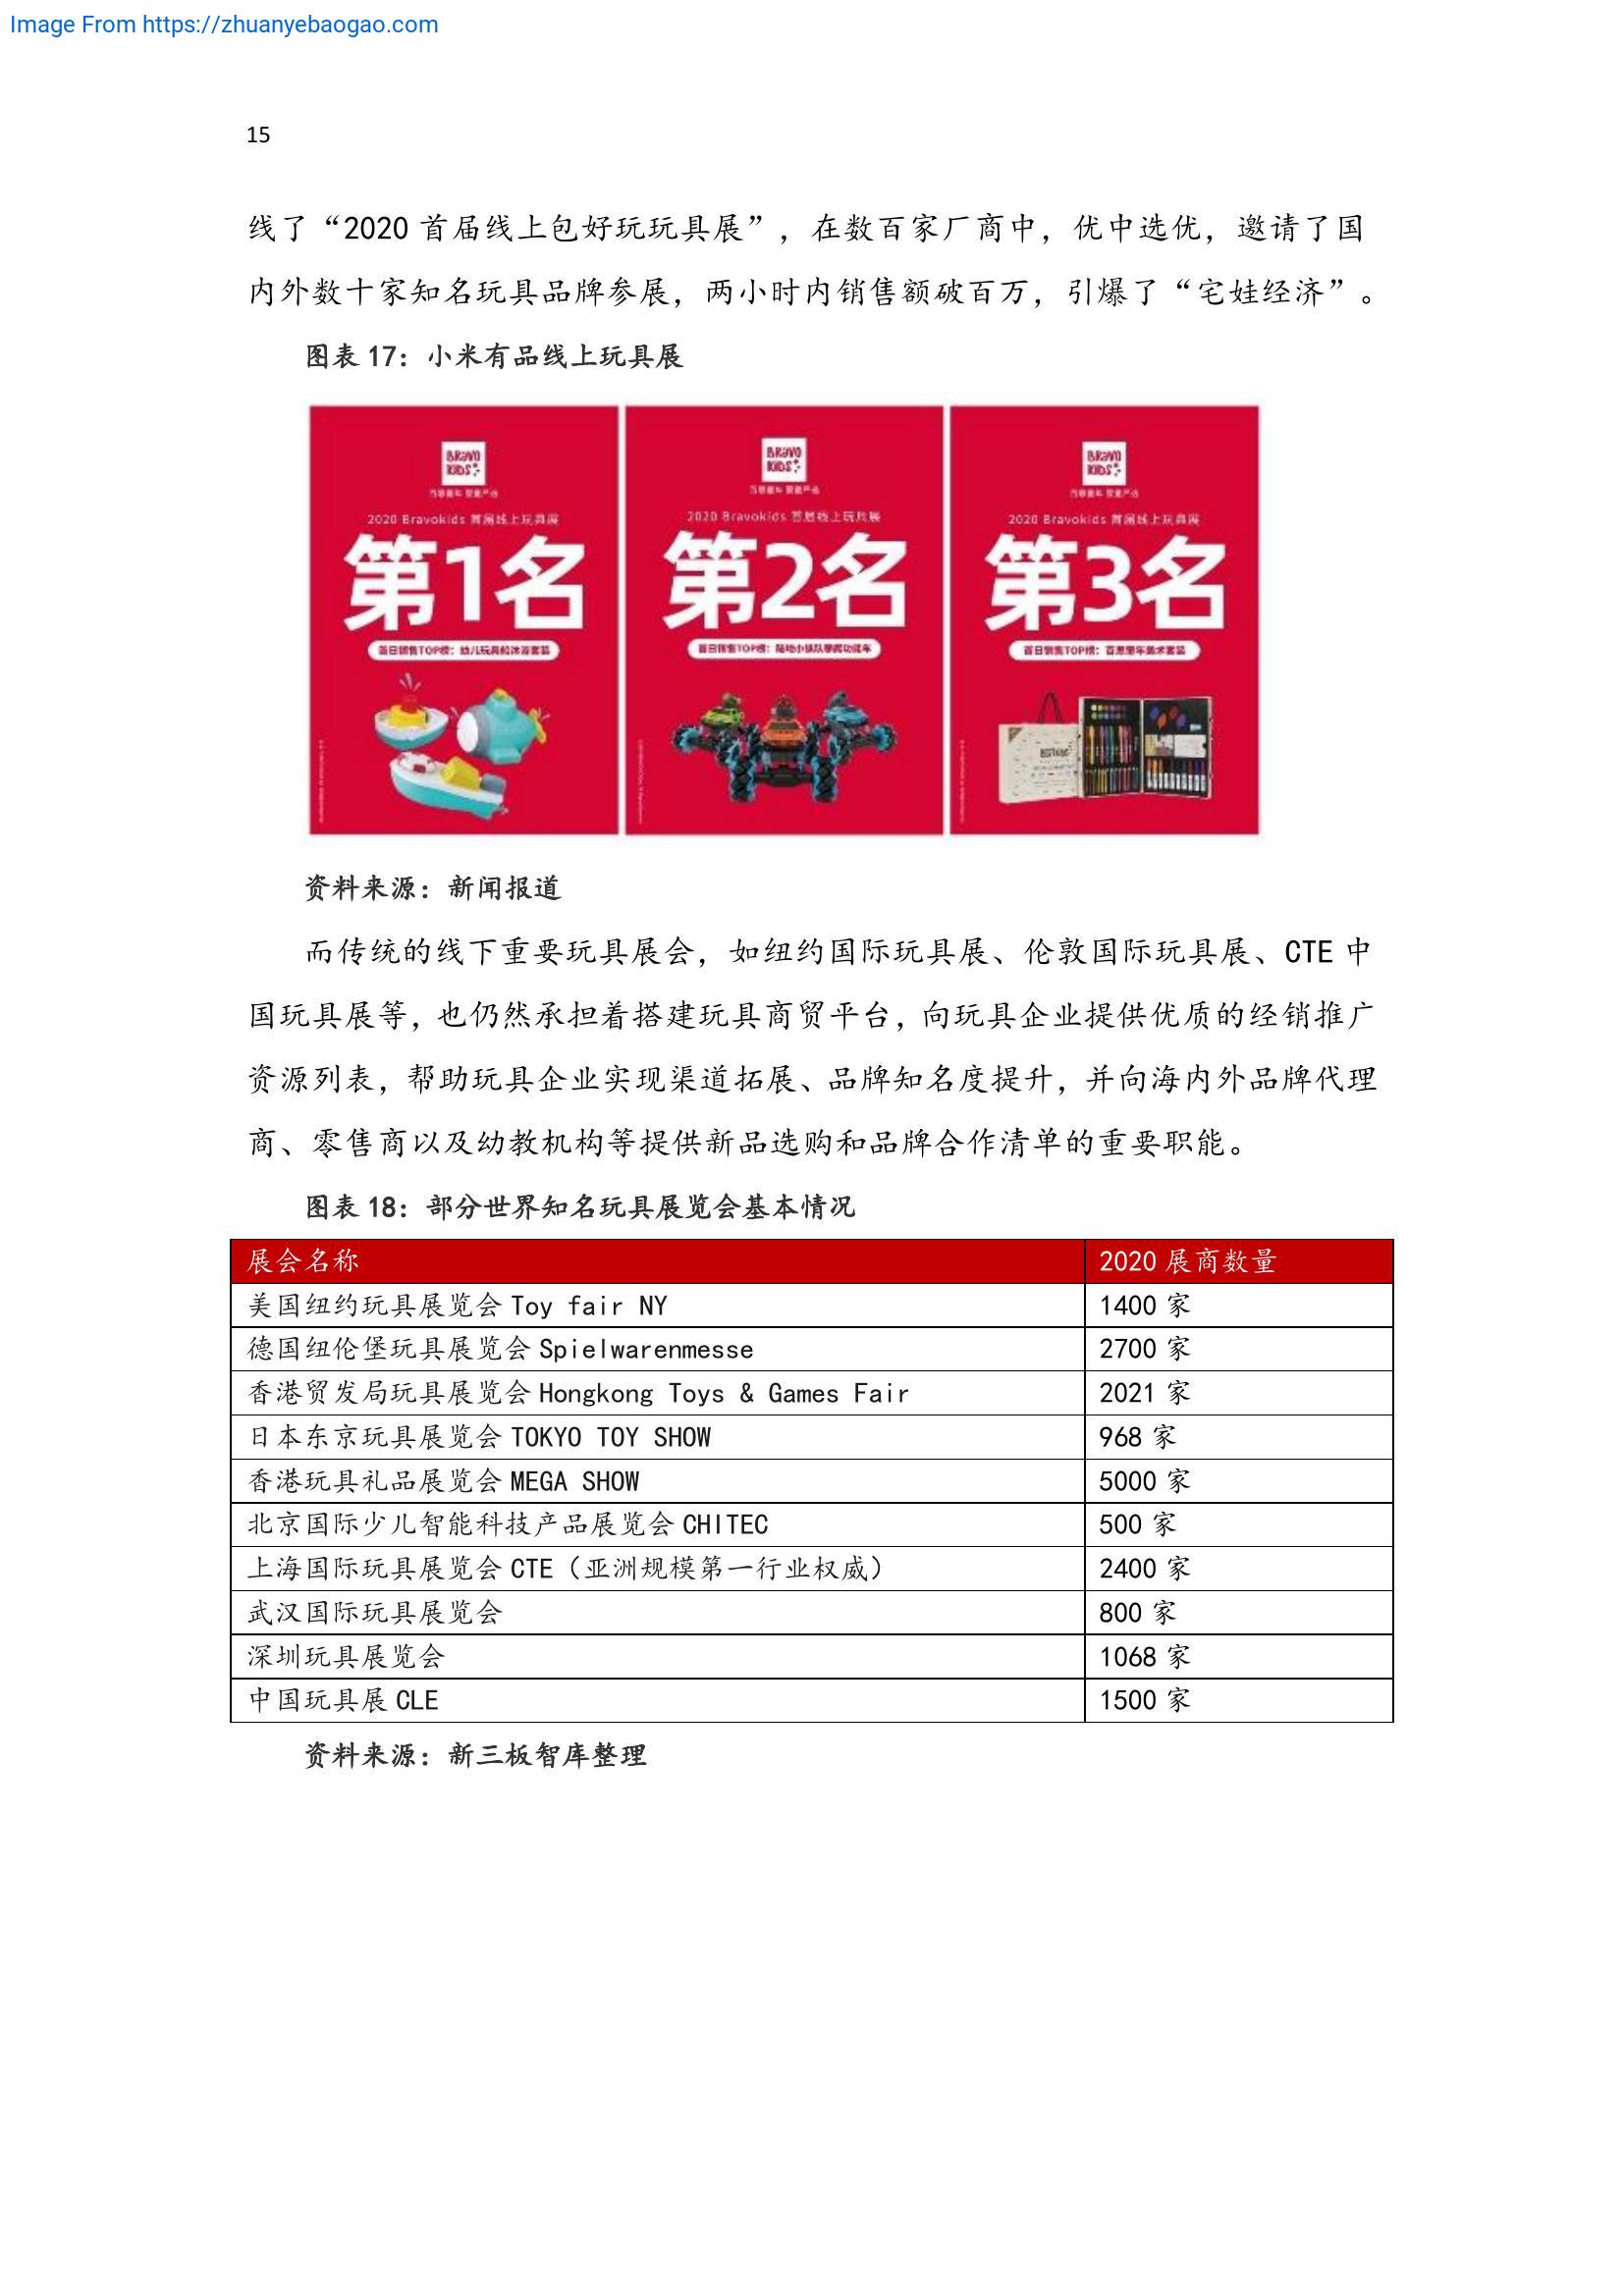 Image From https://zhuanyebaogao.com
15
线了“2020 首届线上包好玩玩具展”，在数百家厂商中，优中选优，邀请了国
内外数十家知名玩具品牌参展，两小时内销售额破百万，引爆了“宅娃经济”。
图表 17：小米有品线上玩具展
BRAVO
KIDS
2020 Bravokids 首届线上玩具展
第1名
首日销售TOP榜：幼儿玩具船沐浴套装
BRAVO
KIDS
2020 Bravokids 首届线上玩具展
第2名
首日销售TOP榜：
BRAVO
KIDS
2020 Bravokids 首届线上玩具展
第3名
首日销售TOP榜：百思童年美术套装
资料来源：新闻报道
而传统的线下重要玩具展会，如纽约国际玩具展、伦敦国际玩具展、CTE 中
国玩具展等，也仍然承担着搭建玩具商贸平台，向玩具企业提供优质的经销推广
资源列表，帮助玩具企业实现渠道拓展、品牌知名度提升，并向海内外品牌代理
商、零售商以及幼教机构等提供新品选购和品牌合作清单的重要职能。
图表 18：部分世界知名玩具展览会基本情况
展会名称 2020 展商数量
美国纽约玩具展览会 Toy fair NY 1400 家
德国纽伦堡玩具展览会 Spielwarenmesse 2700 家
香港贸发局玩具展览会 Hongkong Toys & Games Fair 2021 家
日本东京玩具展览会 TOKYO TOY SHOW 968 家
香港玩具礼品展览会 MEGA SHOW 5000 家
北京国际少儿智能科技产品展览会 CHITEC 500 家
上海国际玩具展览会 CTE（亚洲规模第一行业权威） 2400 家
武汉国际玩具展览会 800 家
深圳玩具展览会 1068 家
中国玩具展 CLE 1500 家
资料来源：新三板智库整理